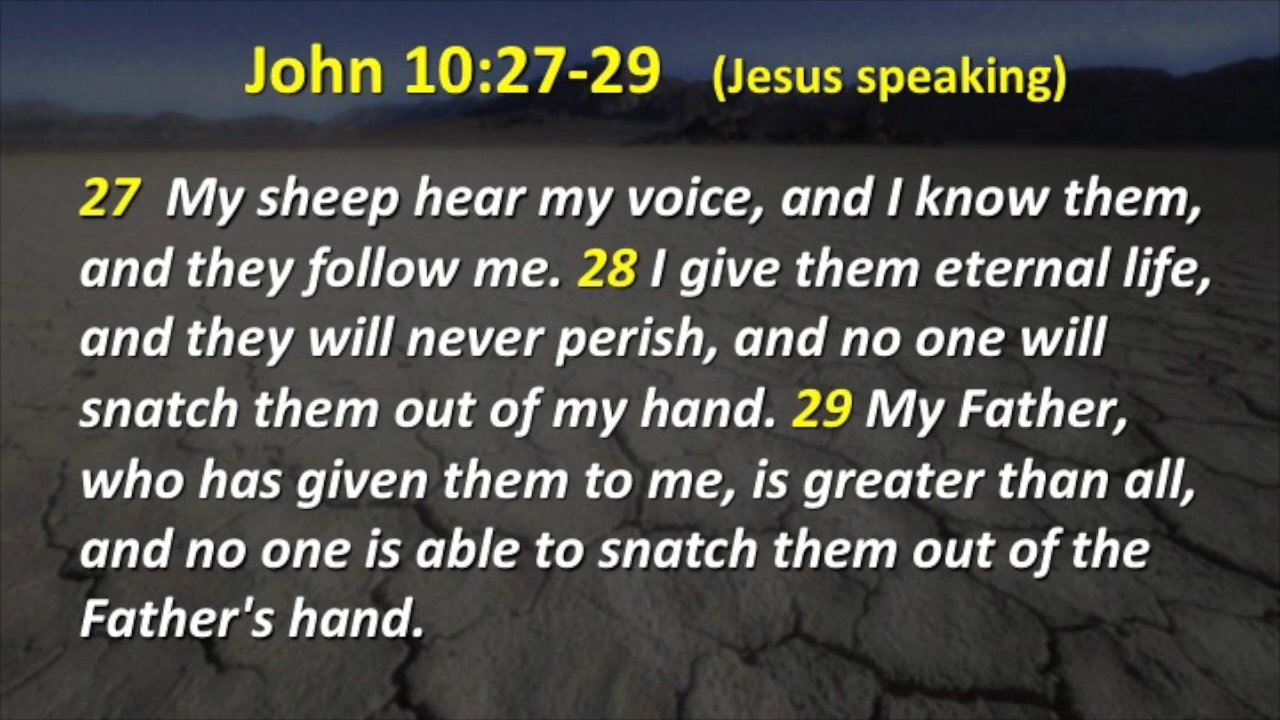 John 10:27-29 (Jesus speaking)
27 My sheep hear my voice, and I know them,
and they follow me. 28 I give them eternal life,
and they will never perish, and no one will
snatch them out of my hand. 29 My Father,
who has given them to me, is greater than all,
and no one is able to snatch them out of the
Father's hand.